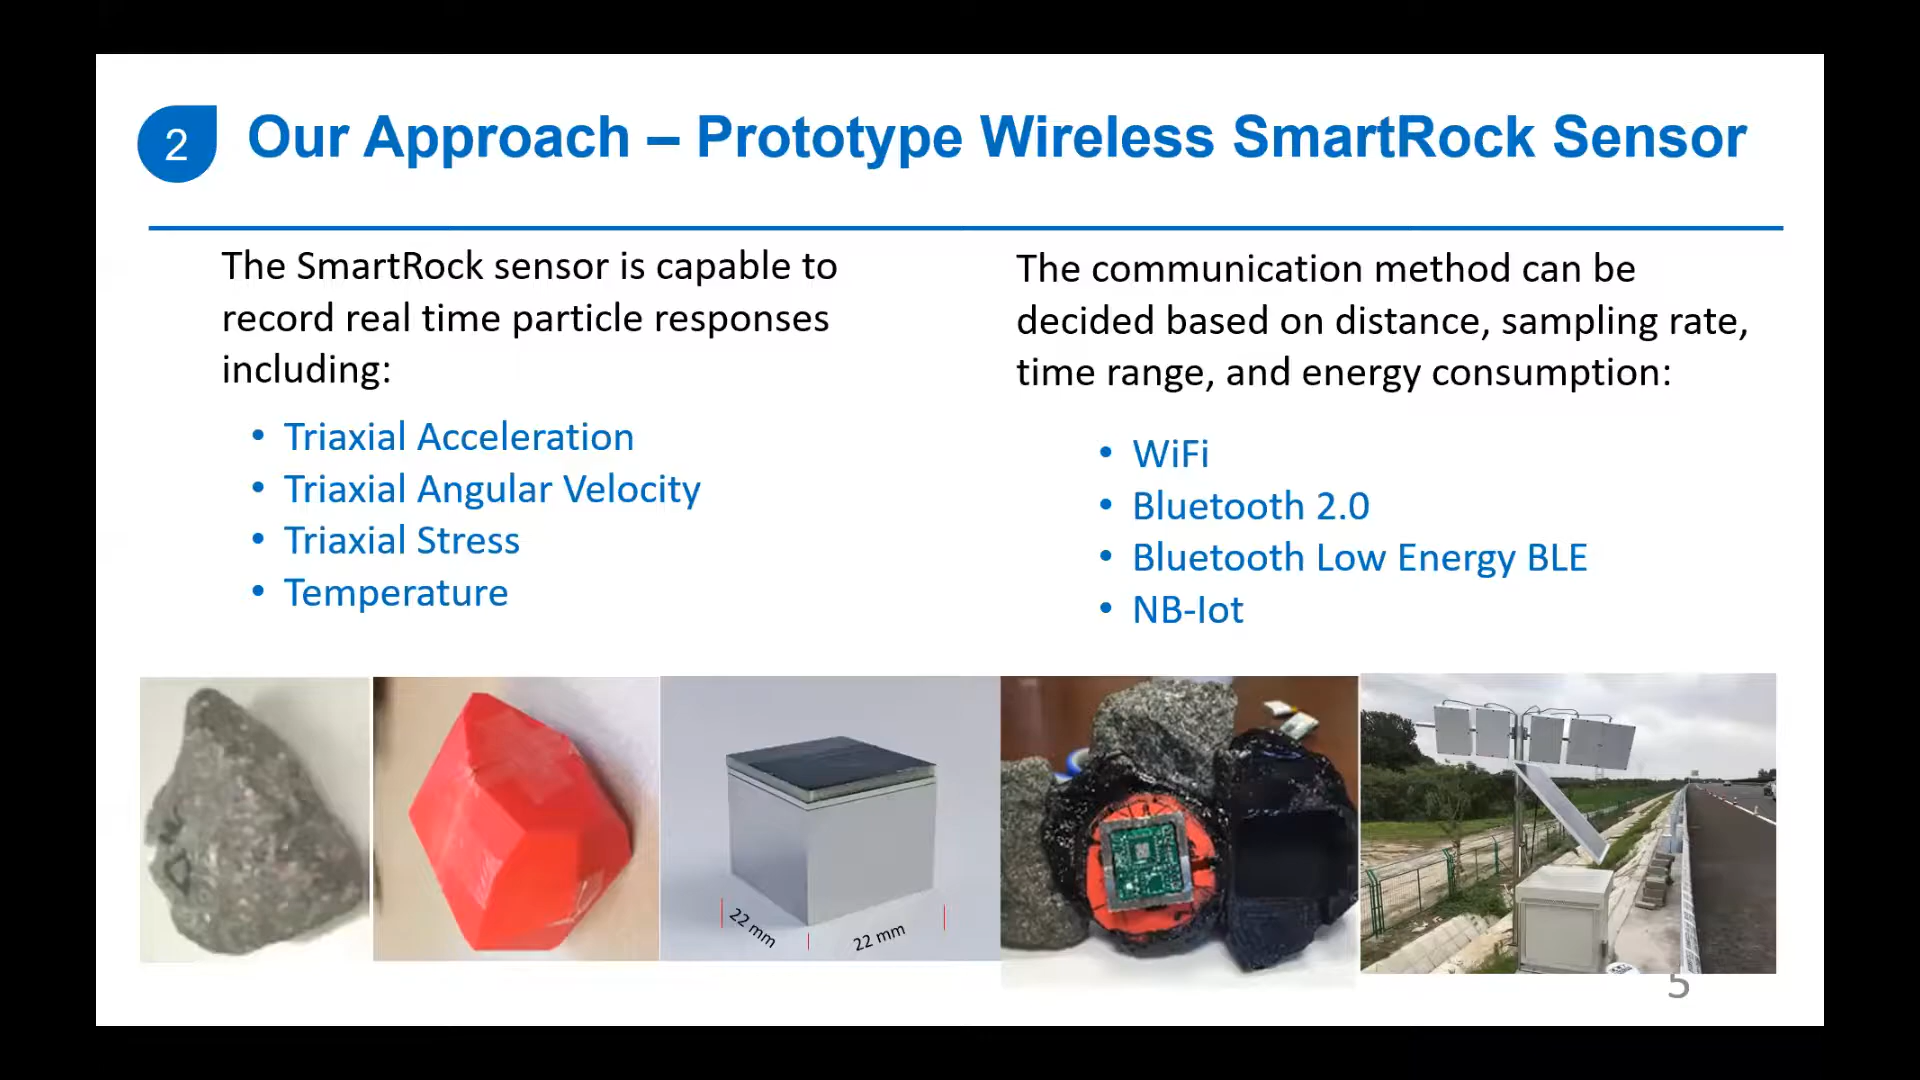 2
Our Approach – Prototype Wireless SmartRock Sensor
The SmartRock sensor is capable to
record real time particle responses
including:
• Triaxial Acceleration
• Triaxial Angular Velocity
• Triaxial Stress
• Temperature
The communication method can be
decided based on distance, sampling rate,
time range, and energy consumption:
• WiFi
• Bluetooth 2.0
• Bluetooth Low Energy BLE
• NB-Iot
22 mm
22 mm
5